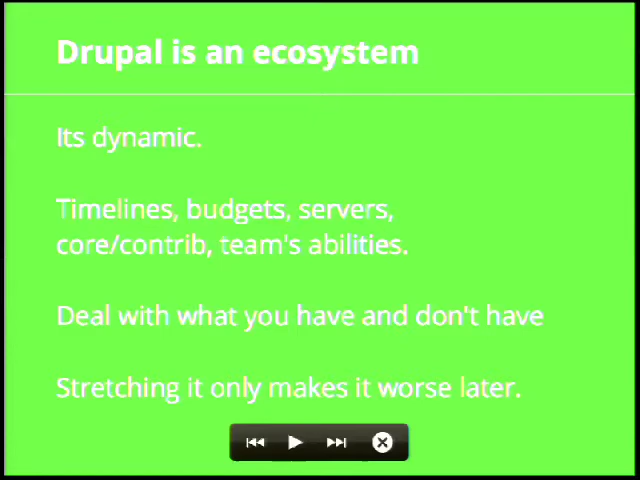 Drupal is an ecosystem
Its dynamic.
Timelines, budgets, servers,
core/contrib, team's abilities.
Deal with what you have and don't have
Stretching it only makes it worse later.